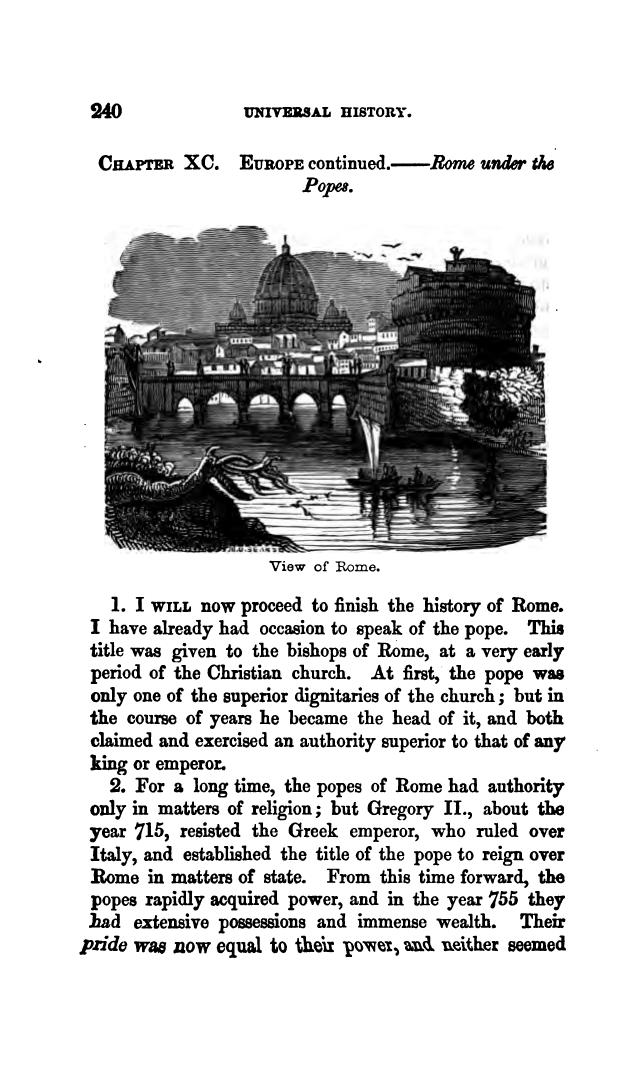 240 UNIVERSAL HISTORY.
CHAPTER XC. EUROPE continued.——Rome under the
Popes.
View of Rome.
1. I WILL now proceed to finish the history of Rome.
I have already had occasion to speak of the pope. This
title was given to the bishops of Rome, at a very early
period of the Christian church. At first, the pope was
only one of the superior dignitaries of the church; but in
the course of years he became the head of it, and both
claimed and exercised an authority superior to that of any
king or emperor.
2. For a long time, the popes of Rome had authority
only in matters of religion; but Gregory II., about the
year 715, resisted the Greek emperor, who ruled over
Italy, and established the title of the pope to reign over
Rome in matters of state. From this time forward, the
popes rapidly acquired power, and in the year 755 they
had extensive possessions and immense wealth. Their
pride was now equal to their power, and neither seemed